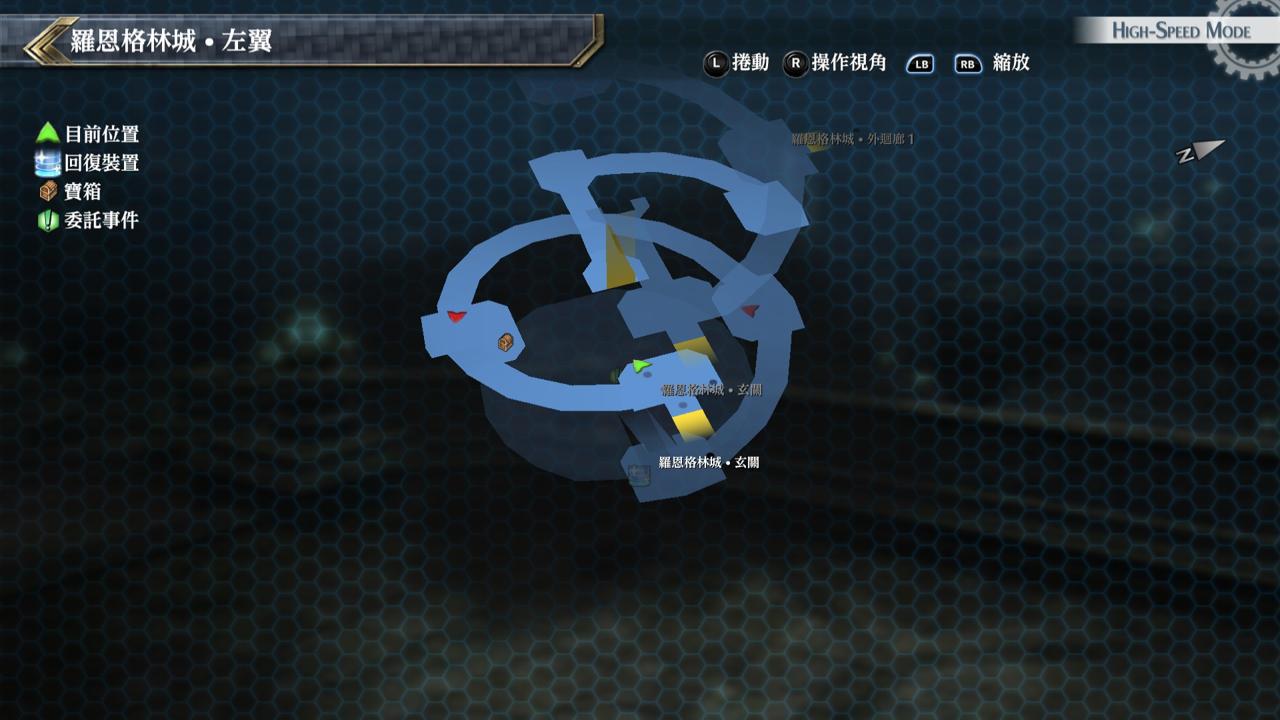 羅恩格林城•左翼
HIGH-SPEED MODE
L 捲動 R 操作視角 LB RB 縮放
目前位置
回復裝置
寶箱
委託事件
羅恩格林城•外迴廊 1
Z
羅恩格林城•玄關
羅恩格林城•玄關